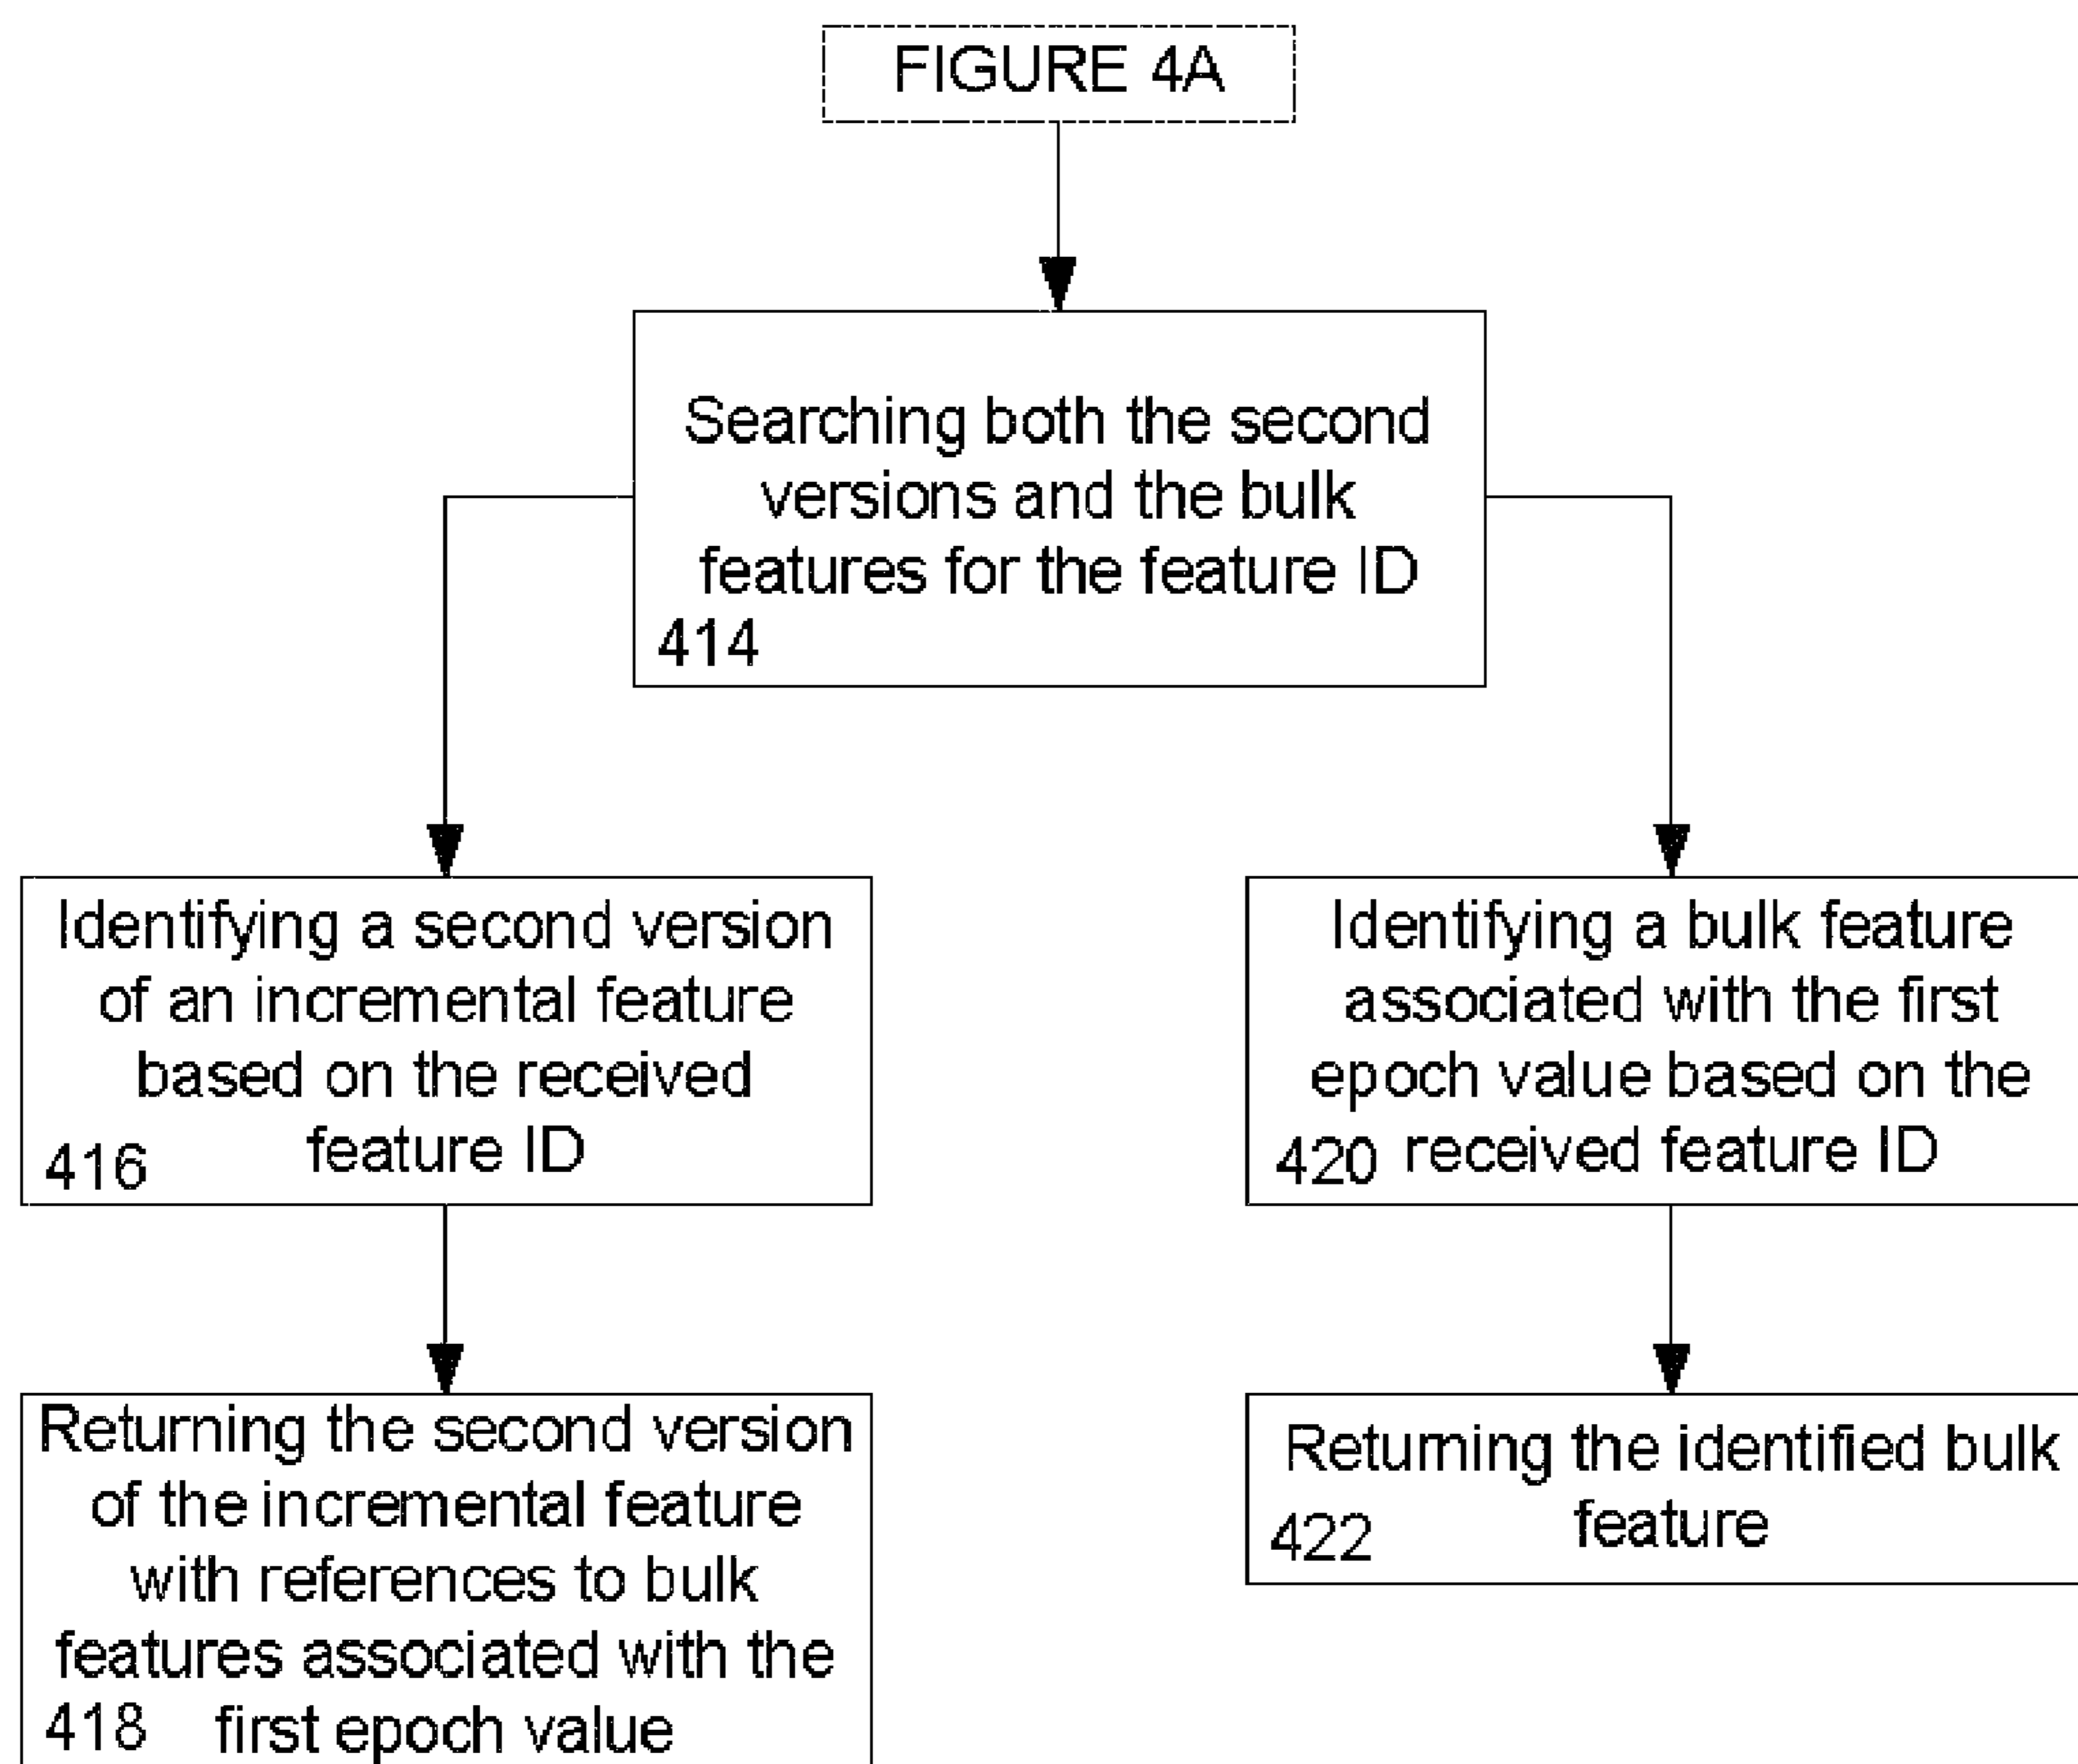 FIGURE 4A
Searching both the second
versions and the bulk
features for the feature ID
414
Identifying a second version
of an incremental feature
based on the received
feature ID
416
Returning the second version
of the incremental feature
with references to bulk
features associated with the
first epoch value
418
Identifying a bulk feature
associated with the first
epoch value based on the
received feature ID
420
Returning the identified bulk
feature
422